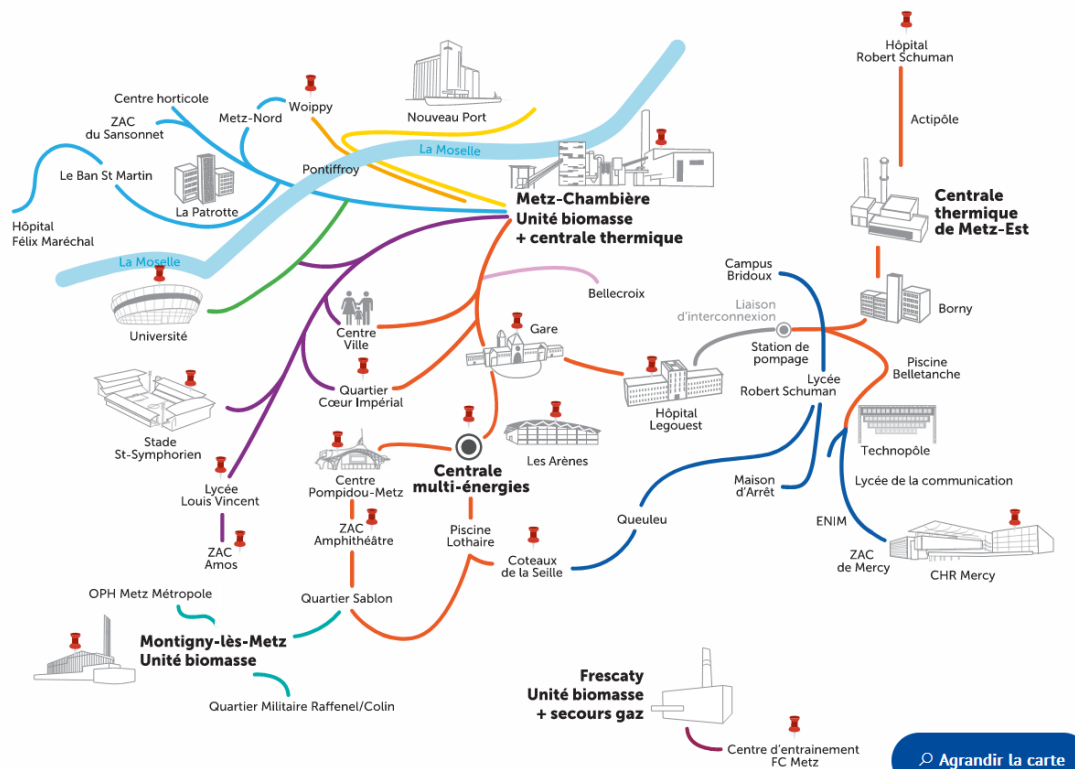 Hôpital
Robert Schuman
Actipôle
Centre horticole
ZAC
du Sansonnet
Metz-Nord
Woippy
Nouveau Port
La Moselle
Pontiffroy
Le Ban St Martin
La Patrotte
Hôpital
Félix Maréchal
Metz-Chambière
Unité biomasse
+ centrale thermique
Centrale
thermique
de Metz-Est
La Moselle
Université
Campus
Bridoux
Bellecroix
Liaison
d'interconnexion
Borny
Centre
Ville
Gare
Station de
pompage
Piscine
Belletanche
Quartier
Cœur Impérial
Lycée
Robert Schuman
Hôpital
Legouest
Stade
St-Symphorien
Les Arènes
Technopôle
Centrale
multi-énergies
Centre
Pompidou-Metz
Lycée
Louis Vincent
Maison
d'Arrêt
Lycée de la communication
ZAC
Amphithéâtre
Piscine
Lothaire
Queuleu
ENIM
ZAC
Amos
Coteaux
de la Seille
ZAC
de Mercy
CHR Mercy
OPH Metz Métropole
Quartier Sablon
Montigny-lès-Metz
Unité biomasse
Quartier Militaire Raffenel/Colin
Frescaty
Unité biomasse
+ secours gaz
Centre d'entrainement
FC Metz
Agrandir la carte